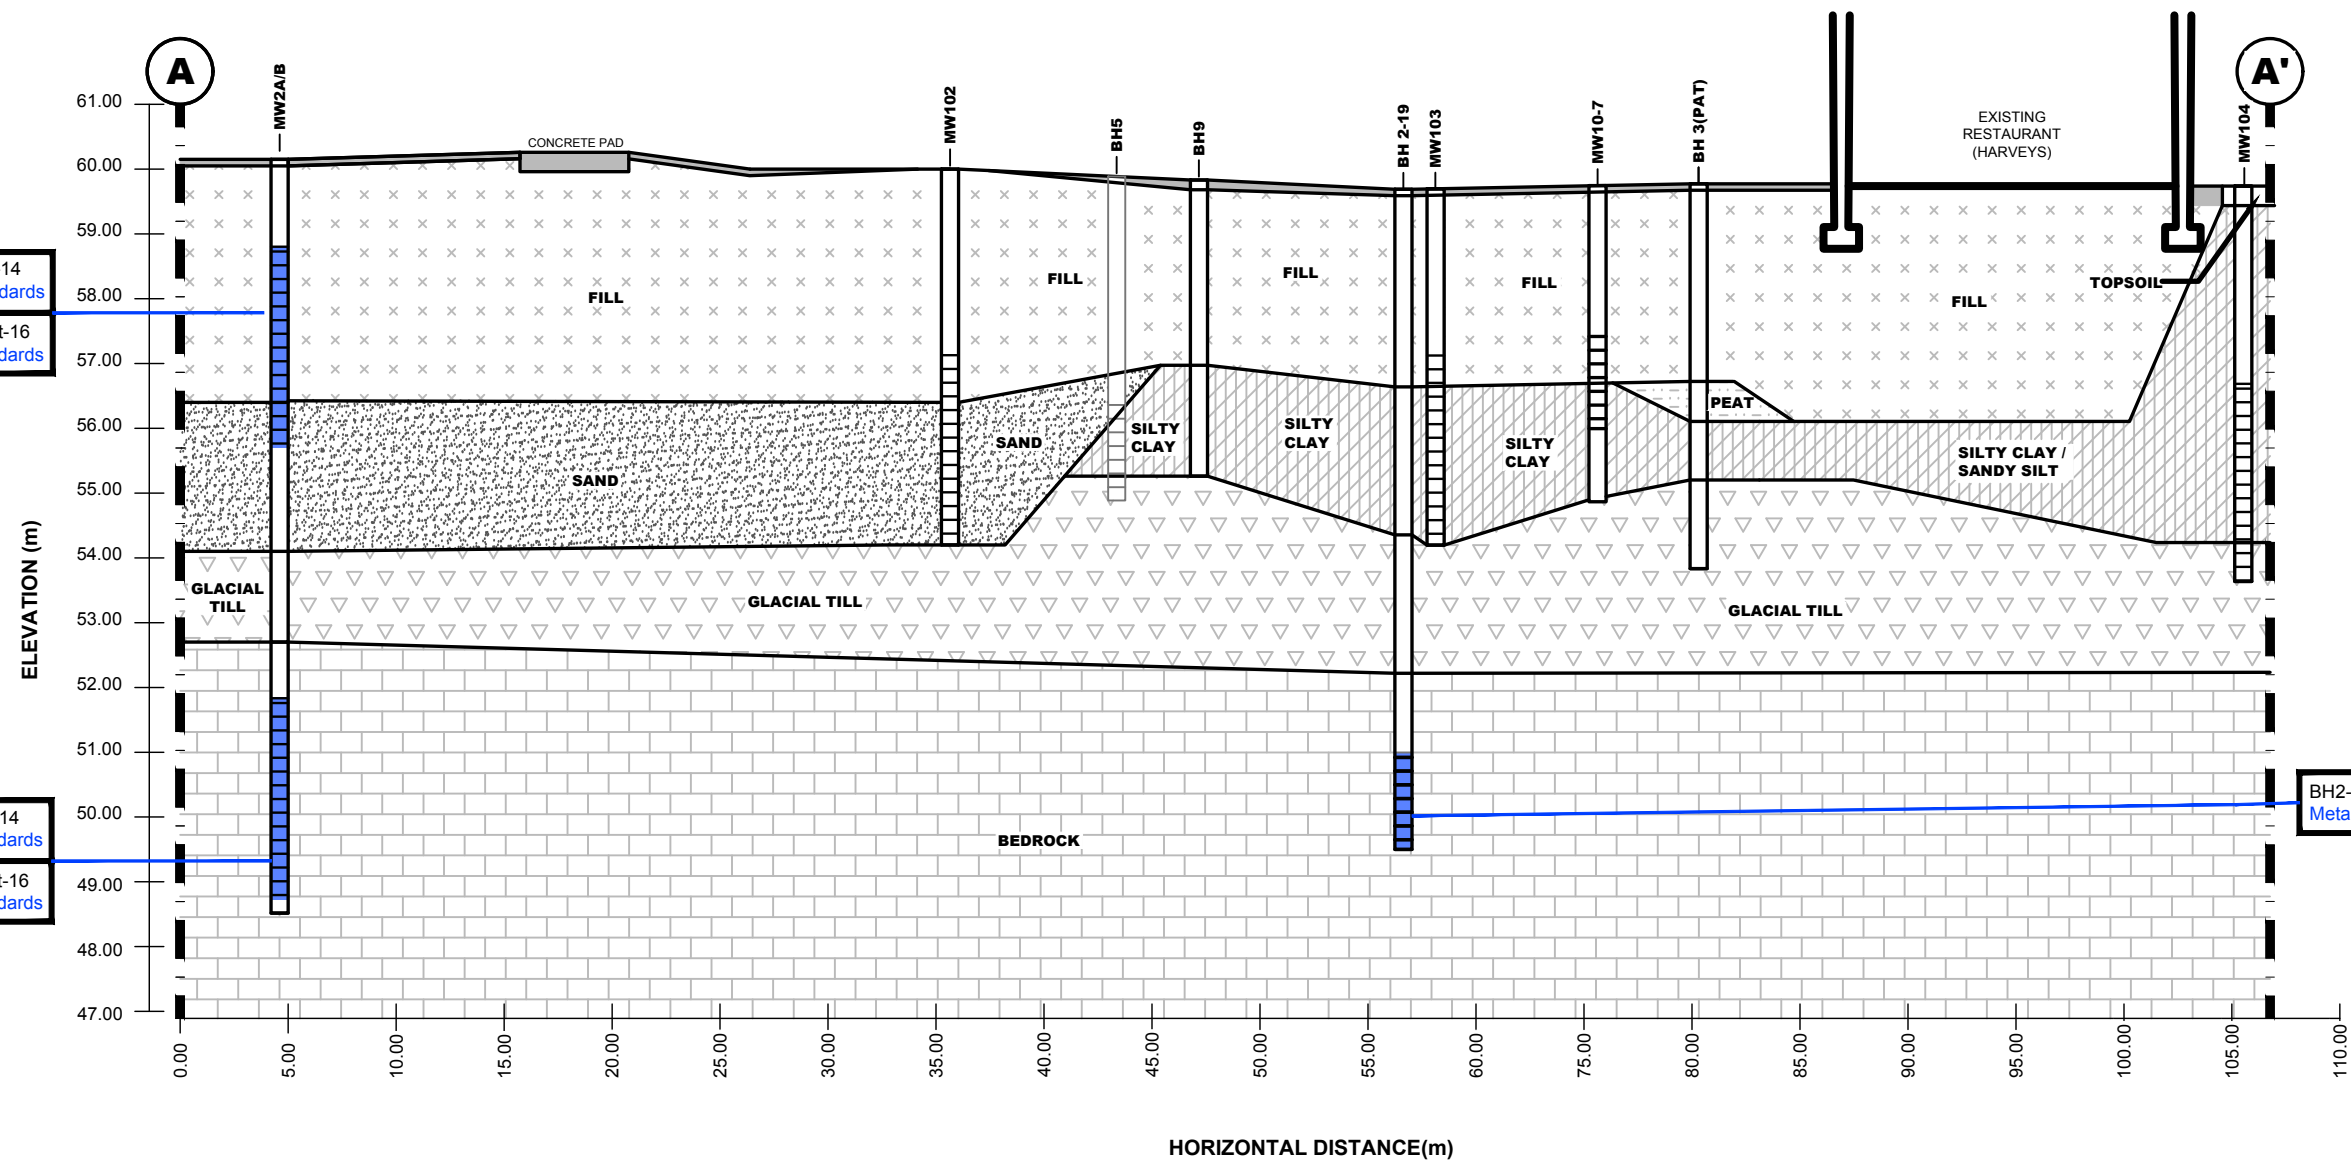 A
A'
MW2A/B
MW102
BH5
BH9
BH 2-19
MW103
MW10-7
BH 3(PAT)
MW104
CONCRETE PAD
EXISTING
RESTAURANT
(HARVEYS)
61.00
60.00
59.00
58.00
57.00
56.00
55.00
54.00
53.00
52.00
51.00
50.00
49.00
48.00
47.00
ELEVATION (m)
14
dards
t-16
dards
14
dards
t-16
dards
FILL
FILL
FILL
FILL
FILL
TOPSOIL
SAND
SAND
SILTY
CLAY
SILTY
CLAY
SILTY
CLAY
PEAT
SILTY CLAY /
SANDY SILT
GLACIAL
TILL
GLACIAL TILL
GLACIAL TILL
BEDROCK
BH2-
Meta
0.00
5.00
10.00
15.00
20.00
25.00
30.00
35.00
40.00
45.00
50.00
55.00
60.00
65.00
70.00
75.00
80.00
85.00
90.00
95.00
100.00
105.00
110.00
HORIZONTAL DISTANCE(m)